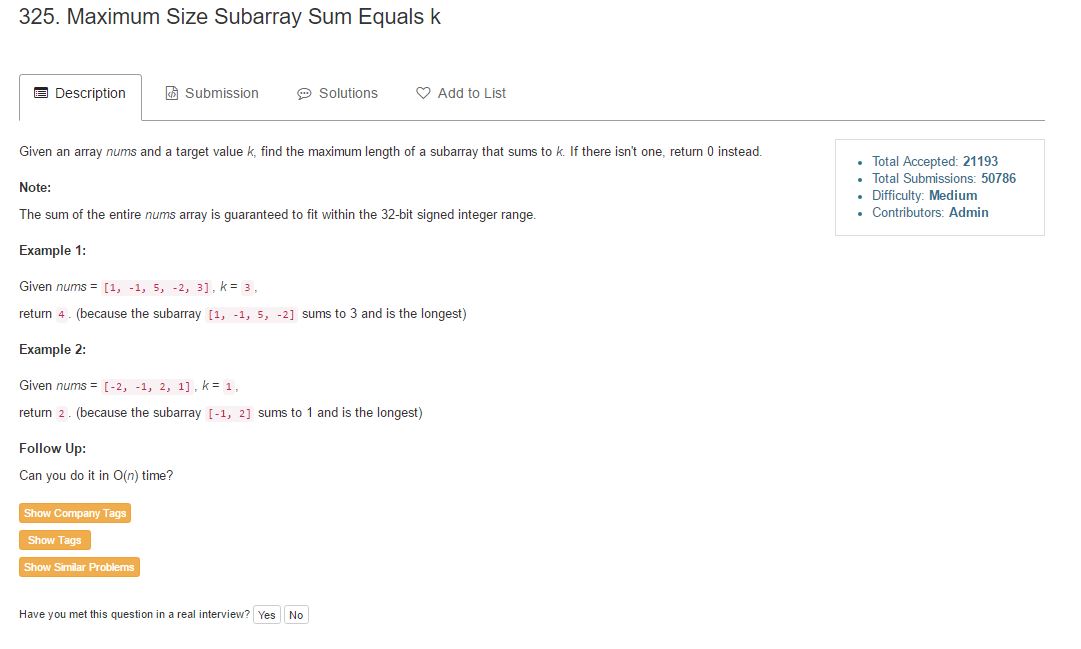 325. Maximum Size Subarray Sum Equals k
Description Submission Solutions Add to List
Given an array nums and a target value k, find the maximum length of a subarray that sums to k. If there isn't one, return 0 instead.
Note:
The sum of the entire nums array is guaranteed to fit within the 32-bit signed integer range.
Example 1:
Given nums = [1, -1, 5, -2, 3], k = 3,
return 4. (because the subarray [1, -1, 5, -2] sums to 3 and is the longest)
Example 2:
Given nums = [-2, -1, 2, 1], k = 1,
return 2. (because the subarray [-1, 2] sums to 1 and is the longest)
Follow Up:
Can you do it in O(n) time?
Show Company Tags
Show Tags
Show Similar Problems
Have you met this question in a real interview? Yes No
Total Accepted: 21193
Total Submissions: 50786
Difficulty: Medium
Contributors: Admin